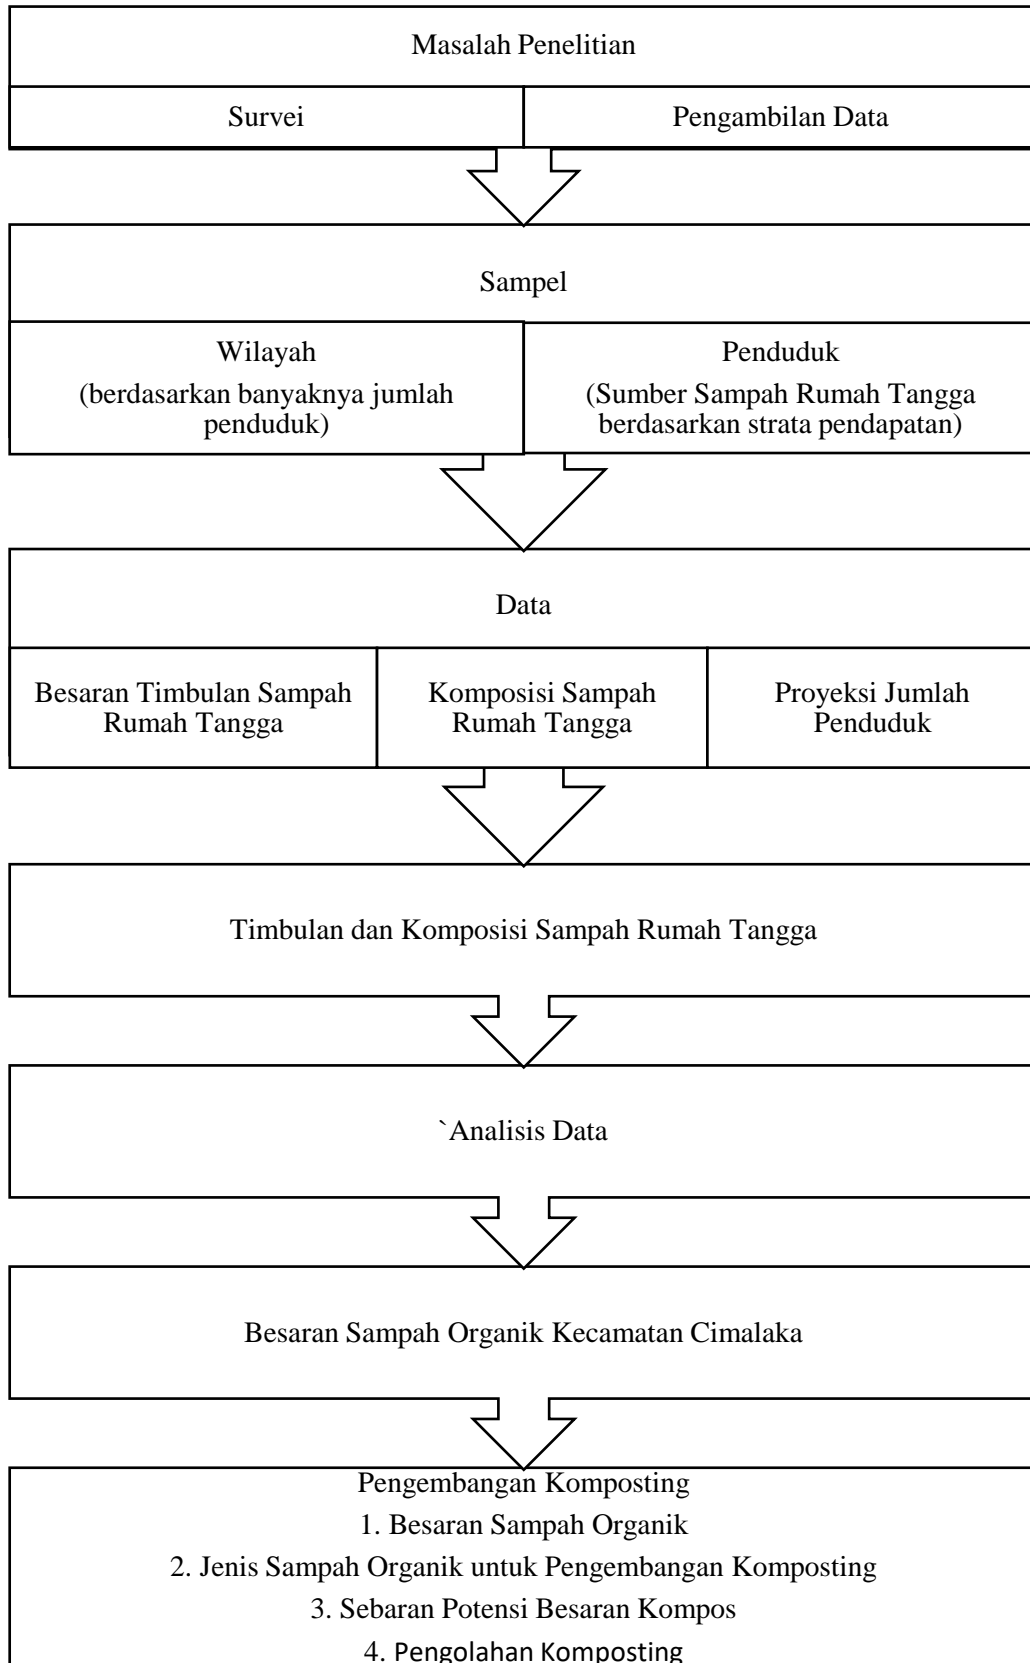 Masalah Penelitian
Survei
Pengambilan Data
Sampel
Wilayah
(berdasarkan banyaknya jumlah
penduduk)
Penduduk
(Sumber Sampah Rumah Tangga
berdasarkan strata pendapatan)
Data
Besaran Timbulan Sampah
Rumah Tangga
Komposisi Sampah
Rumah Tangga
Proyeksi Jumlah
Penduduk
Timbulan dan Komposisi Sampah Rumah Tangga
`Analisis Data
Besaran Sampah Organik Kecamatan Cimalaka
Pengembangan Komposting
1. Besaran Sampah Organik
2. Jenis Sampah Organik untuk Pengembangan Komposting
3. Sebaran Potensi Besaran Kompos
4. Pengolahan Komposting